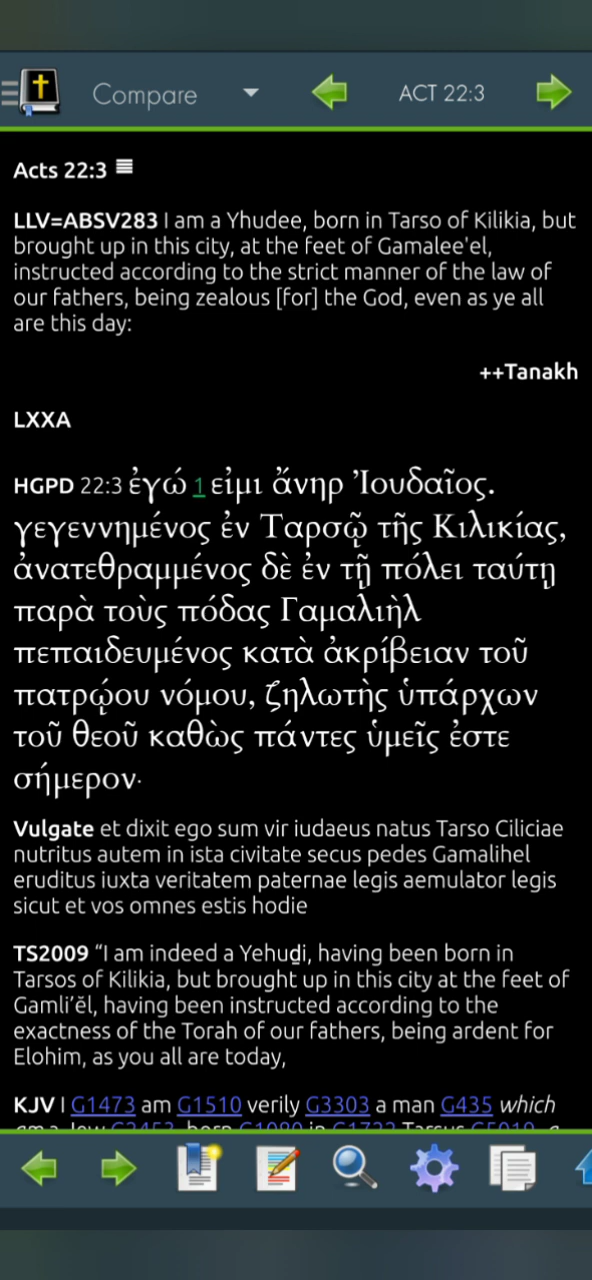 Compare
ACT 22:3
Acts 22:3
LLV=ABSV283 I am a Yhudee, born in Tarso of Kilikia, but
brought up in this city, at the feet of Gamalee'el,
instructed according to the strict manner of the law of
our fathers, being zealous [for] the God, even as ye all
are this day:
++Tanakh
LXXA
HGPD 22:3 ἐγώ 1 εἰμι ἄνηρ Ἰουδαῖος.
γεγεννημένος ἐν Ταρσῷ τῆς Κιλικίας,
ἀνατεθραμμένος δὲ ἐν τῇ πόλει ταύτῃ
παρὰ τοὺς πόδας Γαμαλιὴλ
πεπαιδευμένος κατὰ ἀκρίβειαν τοῦ
πατρῴου νόμου, ζηλωτὴς ὑπάρχων
τοῦ θεοῦ καθὼς πάντες ὑμεῖς ἐστε
σήμερον·
Vulgate et dixit ego sum vir iudaeus natus Tarso Ciliciae
nutritus autem in ista civitate secus pedes Gamalihel
eruditus iuxta veritatem paternae legis aemulator legis
sicut et vos omnes estis hodie
TS2009 “I am indeed a Yehuḏi, having been born in
Tarsos of Kilikia, but brought up in this city at the feet of
Gamli’ĕl, having been instructed according to the
exactness of the Torah of our fathers, being ardent for
Elohim, as you all are today,
KJV I G1473 am G1510 verily G3303 a man G435 which